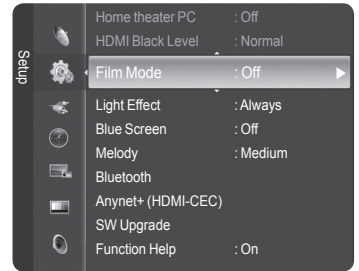 Setup
Home theater PC : Off
HDMI Black Level : Normal
Film Mode : Off
Light Effect : Always
Blue Screen : Off
Melody : Medium
Bluetooth
Anynet+ (HDMI-CEC)
SW Upgrade
Function Help : On